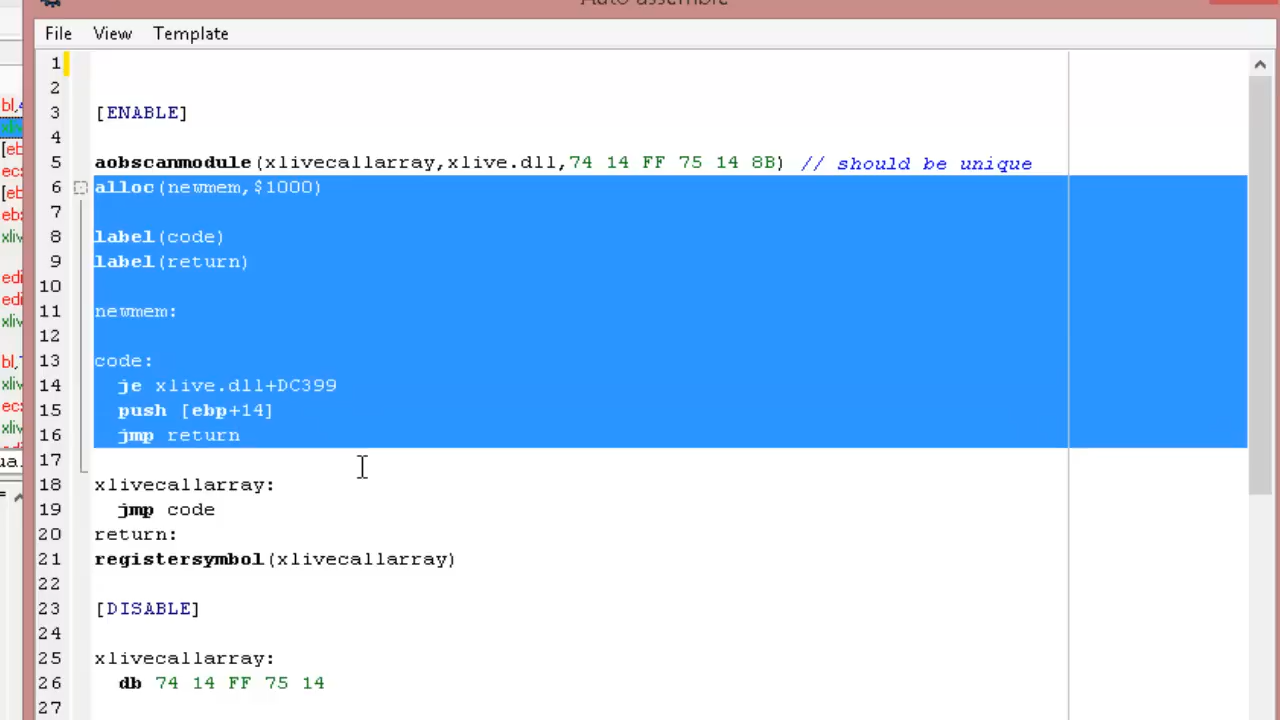 Auto assemble
File View Template
1
2
3 [ENABLE]
4
5 aobscanmodule(xlivecallarray,xlive.dll,74 14 FF 75 14 8B) // should be unique
6 alloc(newmem,$1000)
7
8 label(code)
9 label(return)
10
11 newmem:
12
13 code:
14 je xlive.dll+DC399
15 push [ebp+14]
16 jmp return
17
18 xlivecallarray:
19 jmp code
20 return:
21 registersymbol(xlivecallarray)
22
23 [DISABLE]
24
25 xlivecallarray:
26 db 74 14 FF 75 14
27